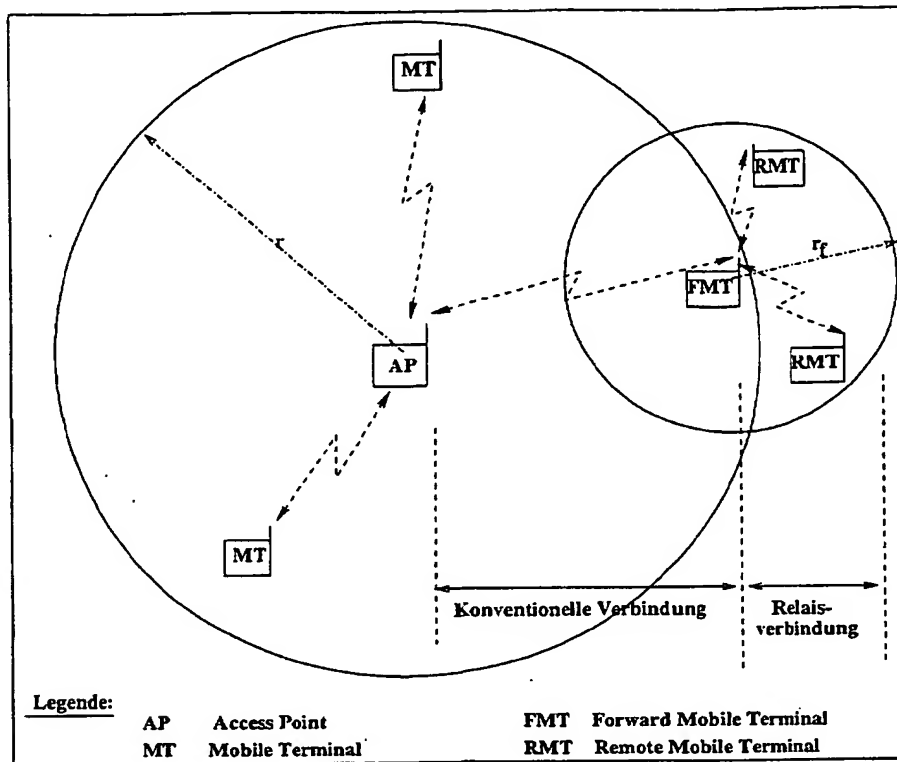 MT
RMT
r
r_f
FMT
AP
RMT
MT
Konventionelle Verbindung
Relais-
verbindung
Legende:
AP Access Point
FMT Forward Mobile Terminal
MT Mobile Terminal
RMT Remote Mobile Terminal